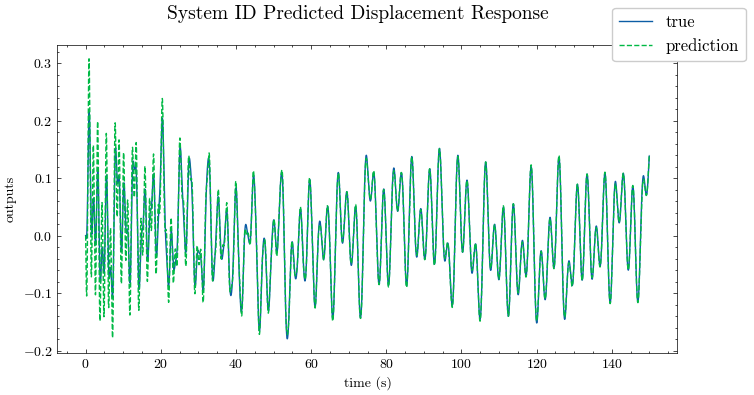 System ID Predicted Displacement Response
true
prediction
0.3
0.2
0.1
0.0
−0.1
−0.2
outputs
0
20
40
60
80
100
120
140
time (s)